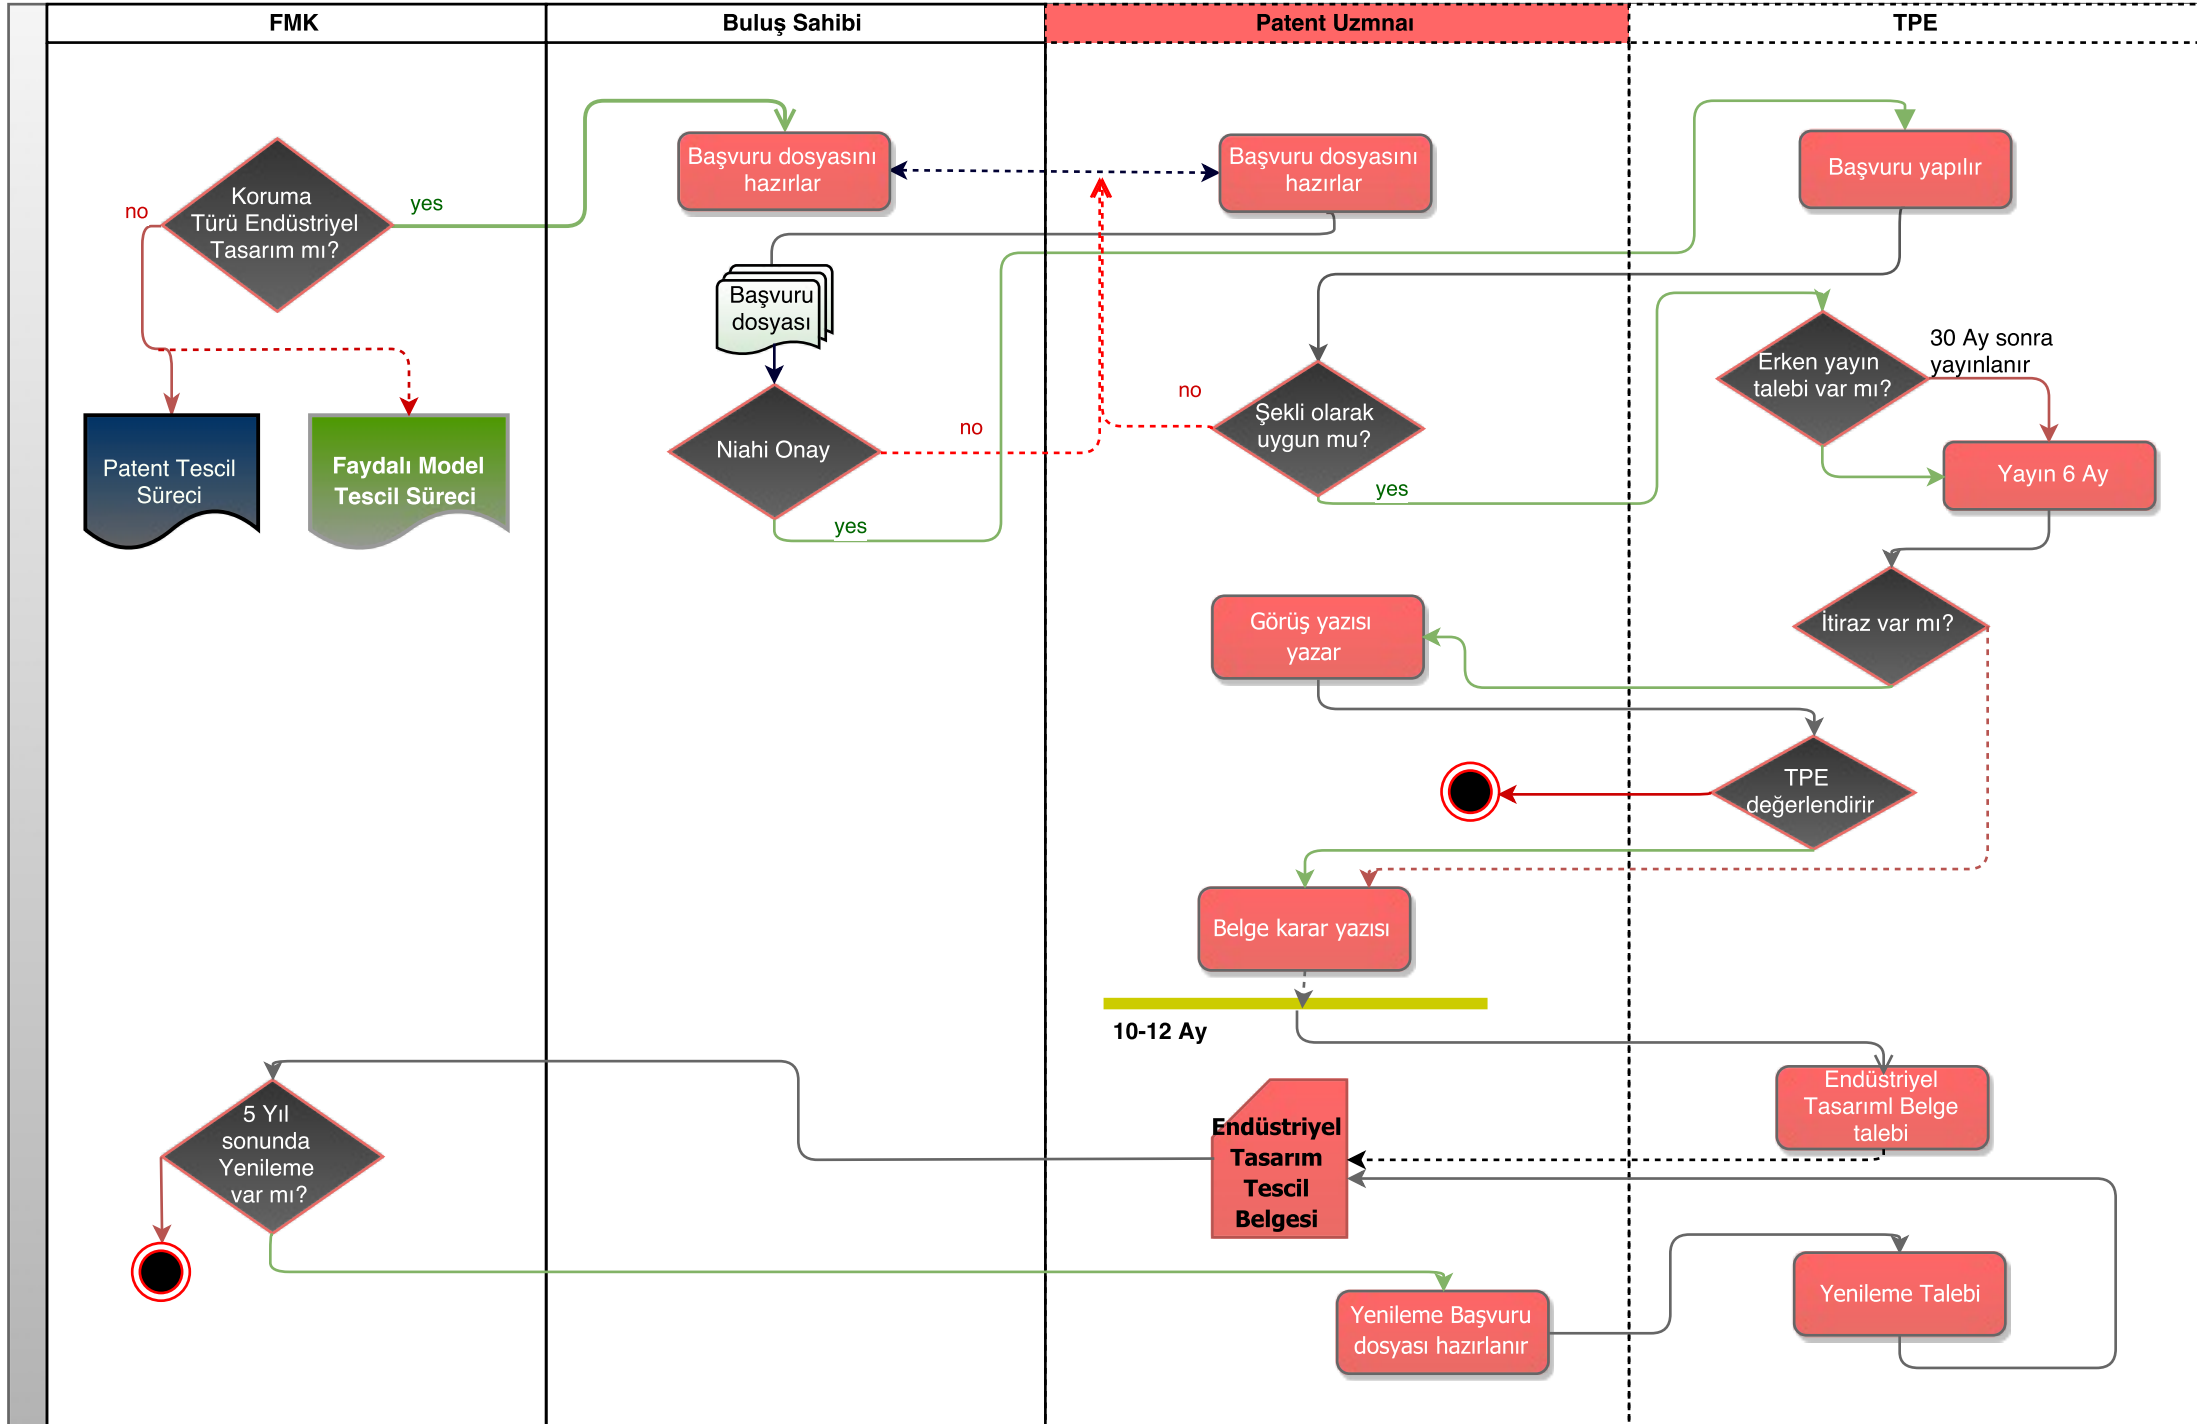 FMK
Buluş Sahibi
Patent Uzmnaı
TPE
Koruma
Türü Endüstriyel
Tasarım mı?
no
yes
Başvuru dosyasını
hazırlar
Başvuru dosyasını
hazırlar
Başvuru yapılır
Başvuru
dosyası
Niahi Onay
no
yes
Şekli olarak
uygun mu?
no
yes
Erken yayın
talebi var mı?
30 Ay sonra
yayınlanır
Patent Tescil
Süreci
Faydalı Model
Tescil Süreci
Yayın 6 Ay
İtiraz var mı?
Görüş yazısı
yazar
TPE
değerlendirir
Belge karar yazısı
10-12 Ay
Endüstriyel
Tasarıml Belge
talebi
Endüstriyel
Tasarım
Tescil
Belgesi
5 Yıl
sonunda
Yenileme
var mı?
Yenileme Başvuru
dosyası hazırlanır
Yenileme Talebi